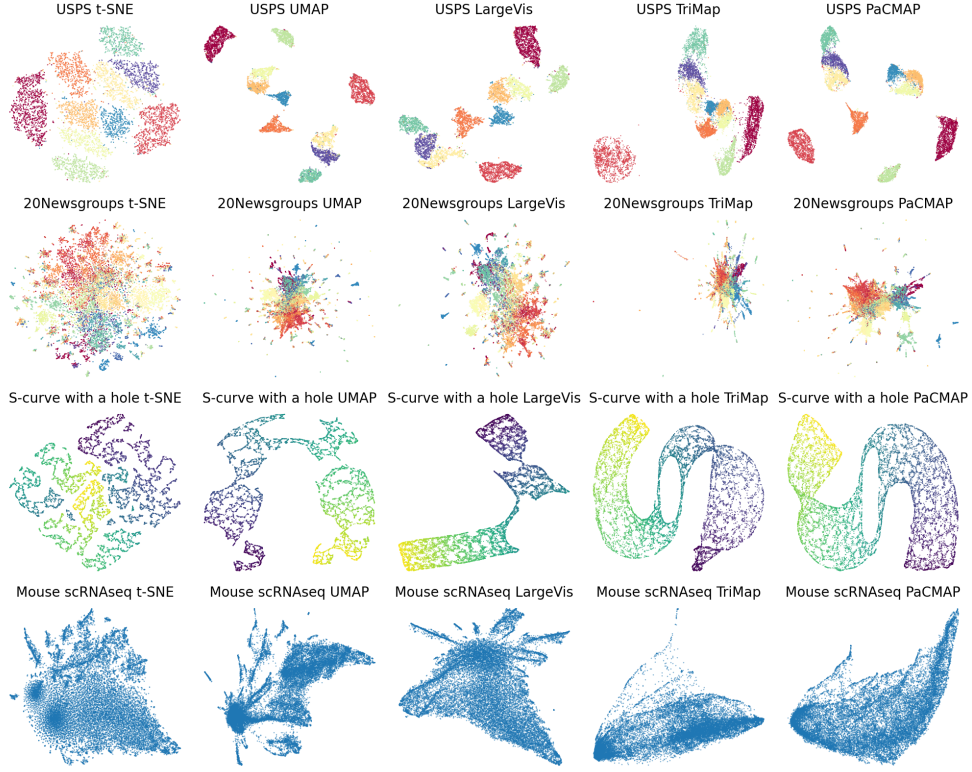 USPS t-SNE
USPS UMAP
USPS LargeVis
USPS TriMap
USPS PaCMAP
20Newsgroups t-SNE
20Newsgroups UMAP
20Newsgroups LargeVis
20Newsgroups TriMap
20Newsgroups PaCMAP
S-curve with a hole t-SNE
S-curve with a hole UMAP
S-curve with a hole LargeVis
S-curve with a hole TriMap
S-curve with a hole PaCMAP
Mouse scRNAseq t-SNE
Mouse scRNAseq UMAP
Mouse scRNAseq LargeVis
Mouse scRNAseq TriMap
Mouse scRNAseq PaCMAP